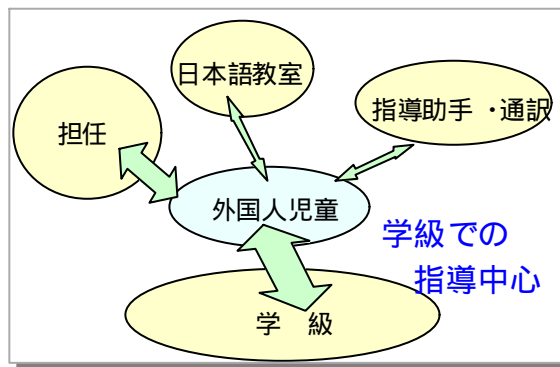 日本語教室
指導助手・通訳
担任
外国人児童
学級での
指導中心
学 級